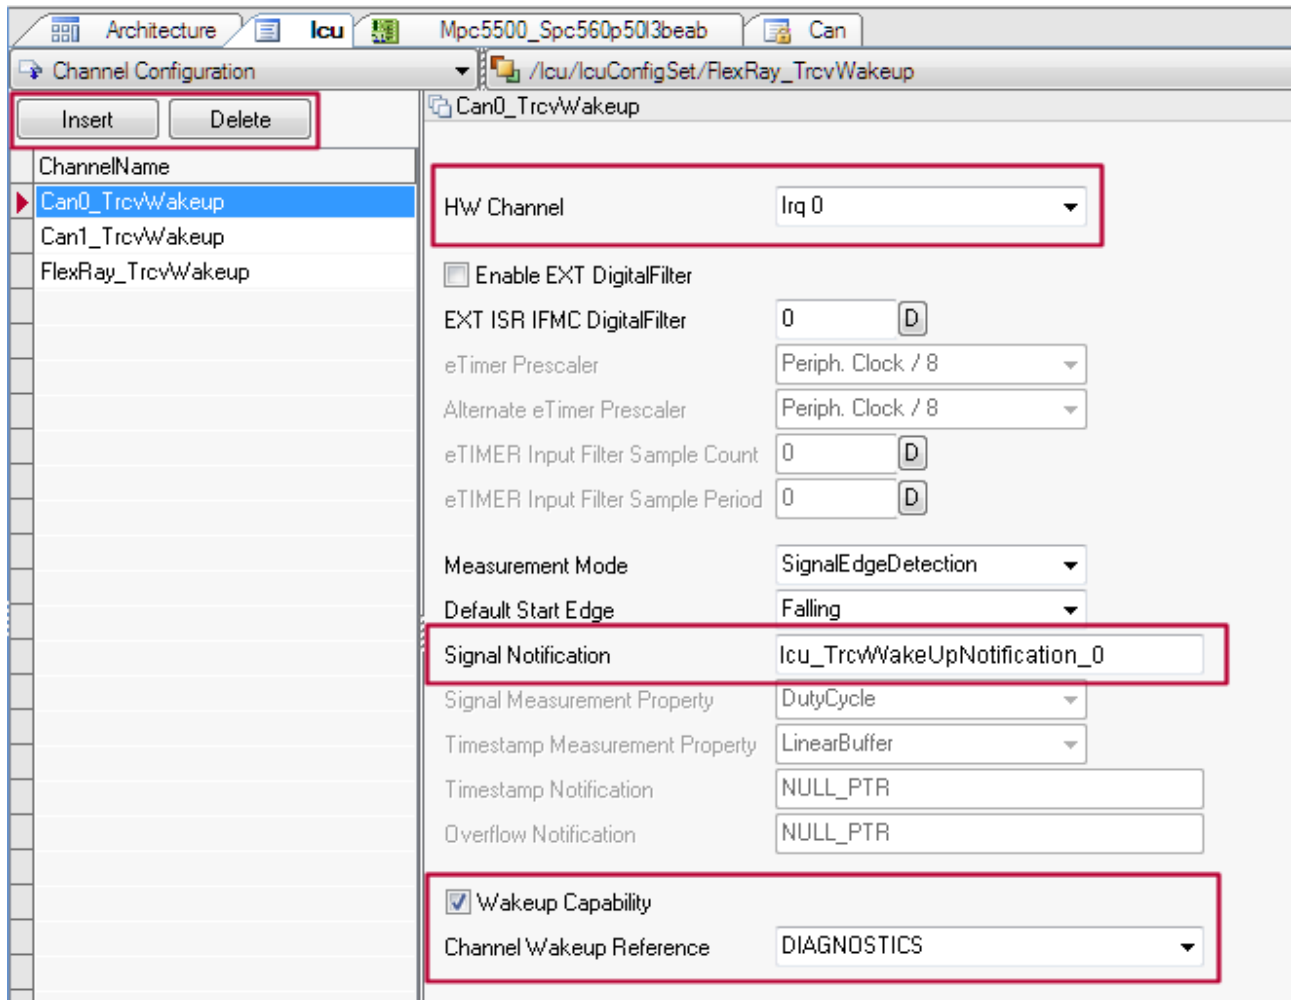 Architecture Icu Mpc5500_Spc560p50l3beab Can
Channel Configuration /Icu/IcuConfigSet/FlexRay_TrcvWakeup
Insert Delete
Can0_TrcvWakeup
ChannelName
Can0_TrcvWakeup
Can1_TrcvWakeup
FlexRay_TrcvWakeup
HW Channel Irq 0
Enable EXT DigitalFilter
EXT ISR IFMC DigitalFilter 0 D
eTimer Prescaler Periph. Clock / 8
Alternate eTimer Prescaler Periph. Clock / 8
eTIMER Input Filter Sample Count 0 D
eTIMER Input Filter Sample Period 0 D
Measurement Mode SignalEdgeDetection
Default Start Edge Falling
Signal Notification Icu_TrcvWakeUpNotification_0
Signal Measurement Property DutyCycle
Timestamp Measurement Property LinearBuffer
Timestamp Notification NULL_PTR
Overflow Notification NULL_PTR
Wakeup Capability
Channel Wakeup Reference DIAGNOSTICS